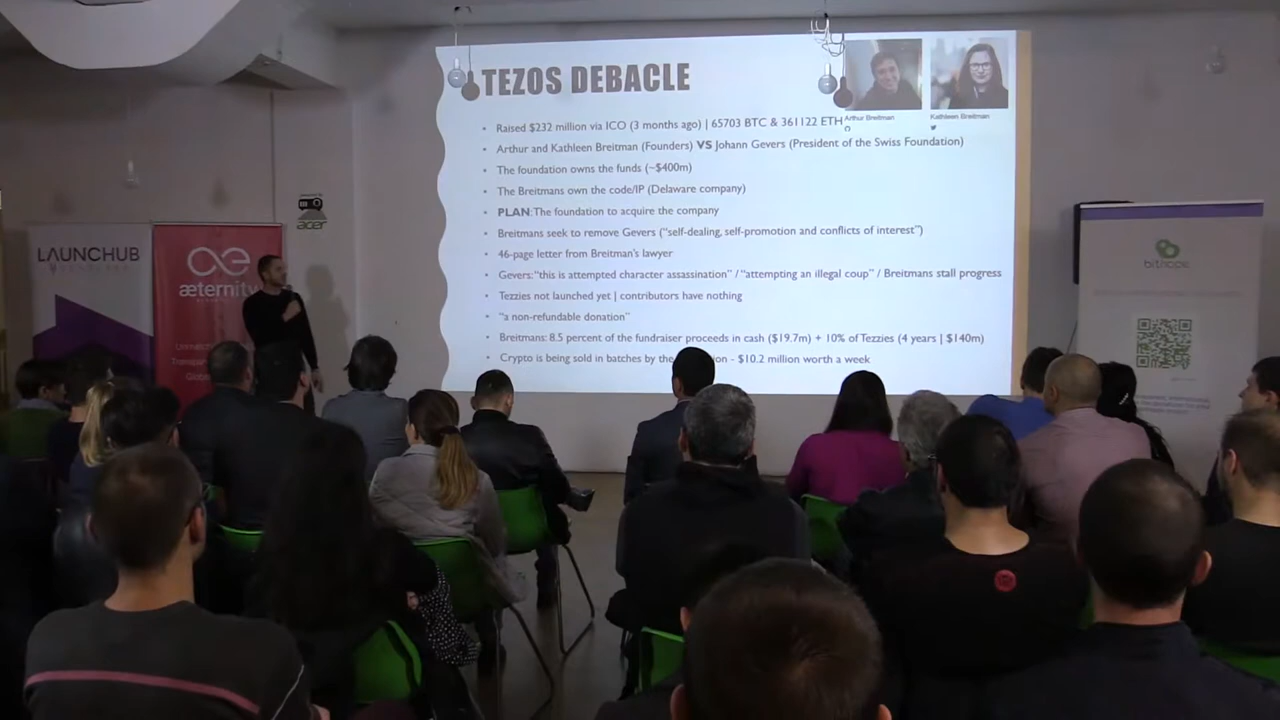 TEZOS DEBACLE
Arthur Breitman
Kathleen Breitman
• Raised $232 million via ICO (3 months ago) | 65703 BTC & 361122 ETH
• Arthur and Kathleen Breitman (Founders) VS Johann Gevers (President of the Swiss Foundation)
• The foundation owns the funds (~$400m)
• The Breitmans own the code/IP (Delaware company)
• PLAN: The foundation to acquire the company
• Breitmans seek to remove Gevers ("self-dealing, self-promotion and conflicts of interest")
• 46-page letter from Breitman's lawyer
• Gevers: "this is attempted character assassination" / "attempting an illegal coup" / Breitmans stall progress
• Tezzies not launched yet | contributors have nothing
• "a non-refundable donation"
• Breitmans: 8.5 percent of the fundraiser proceeds in cash ($19.7m) + 10% of Tezzies (4 years | $140m)
• Crypto is being sold in batches by the on - $10.2 million worth a week
LAUNCHUB
æternity
acer
bithope